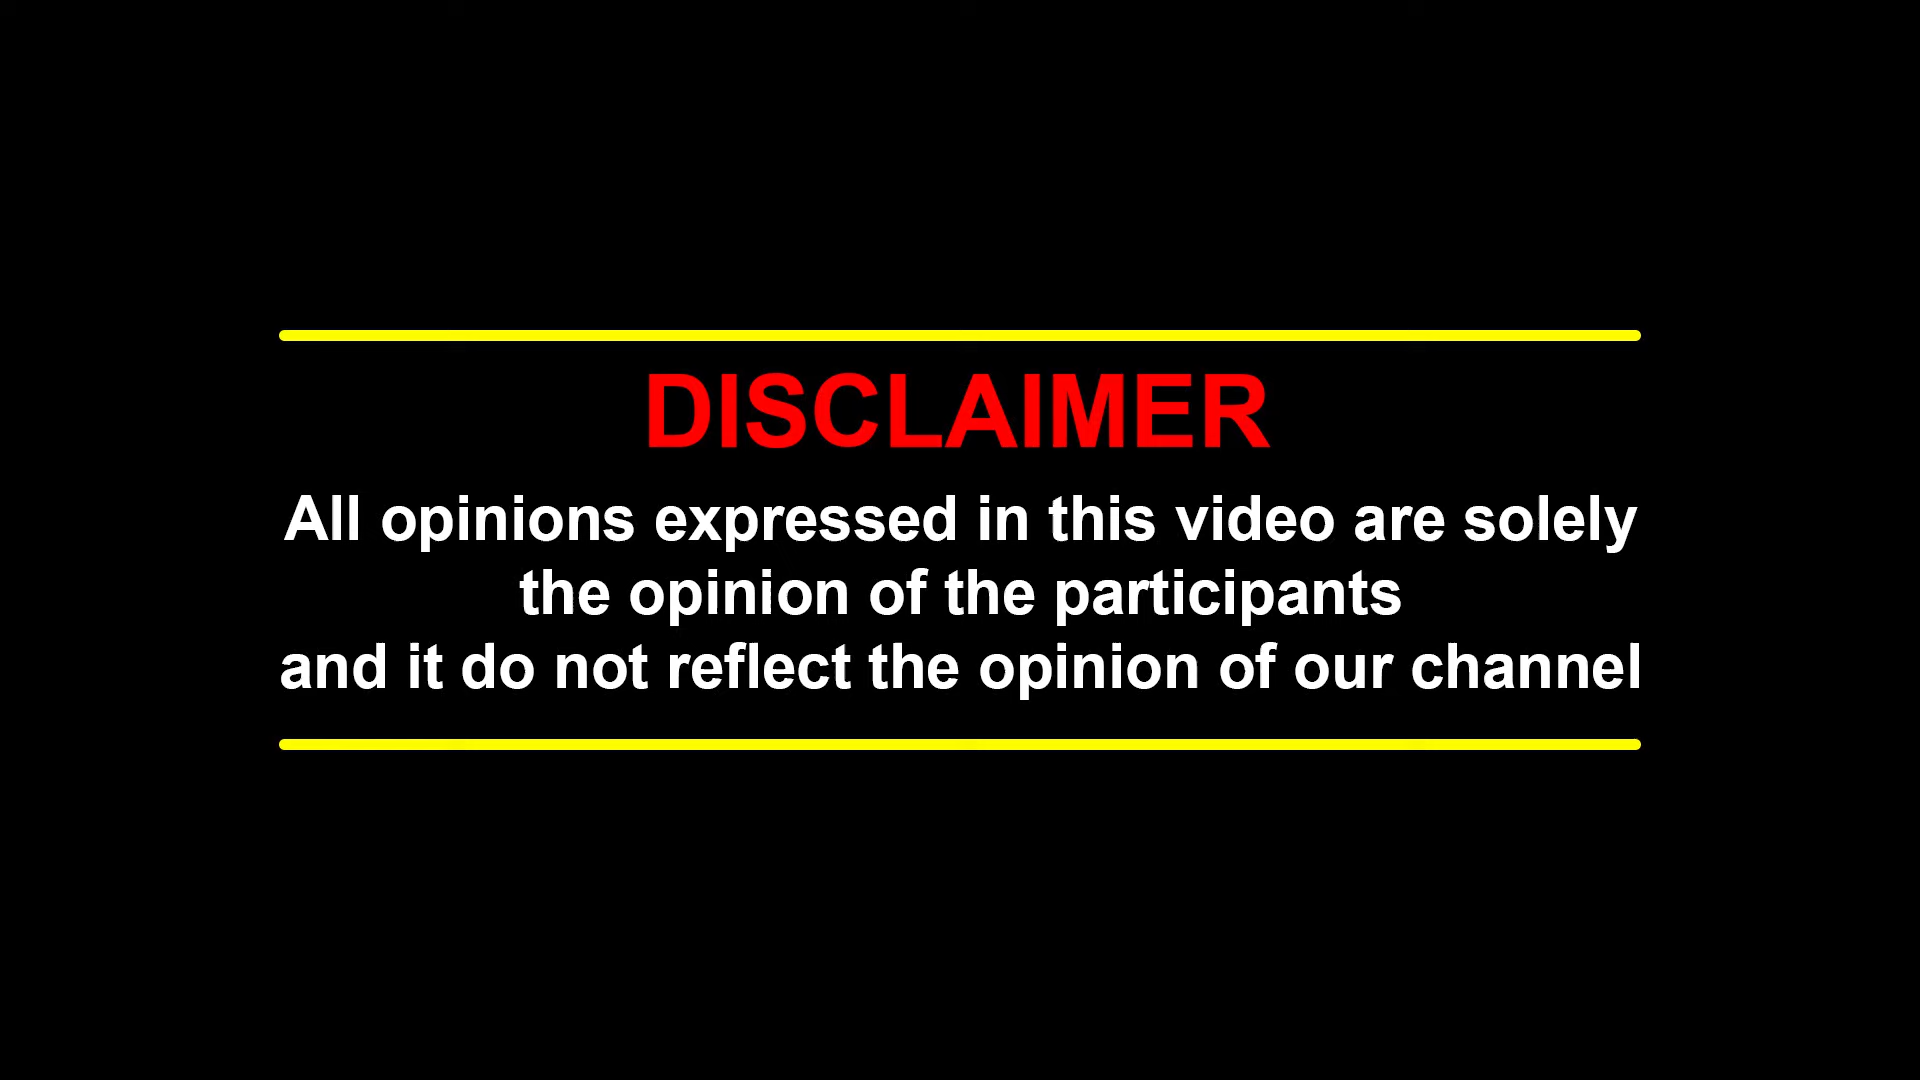 DISCLAIMER
All opinions expressed in this video are solely
the opinion of the participants
and it do not reflect the opinion of our channel